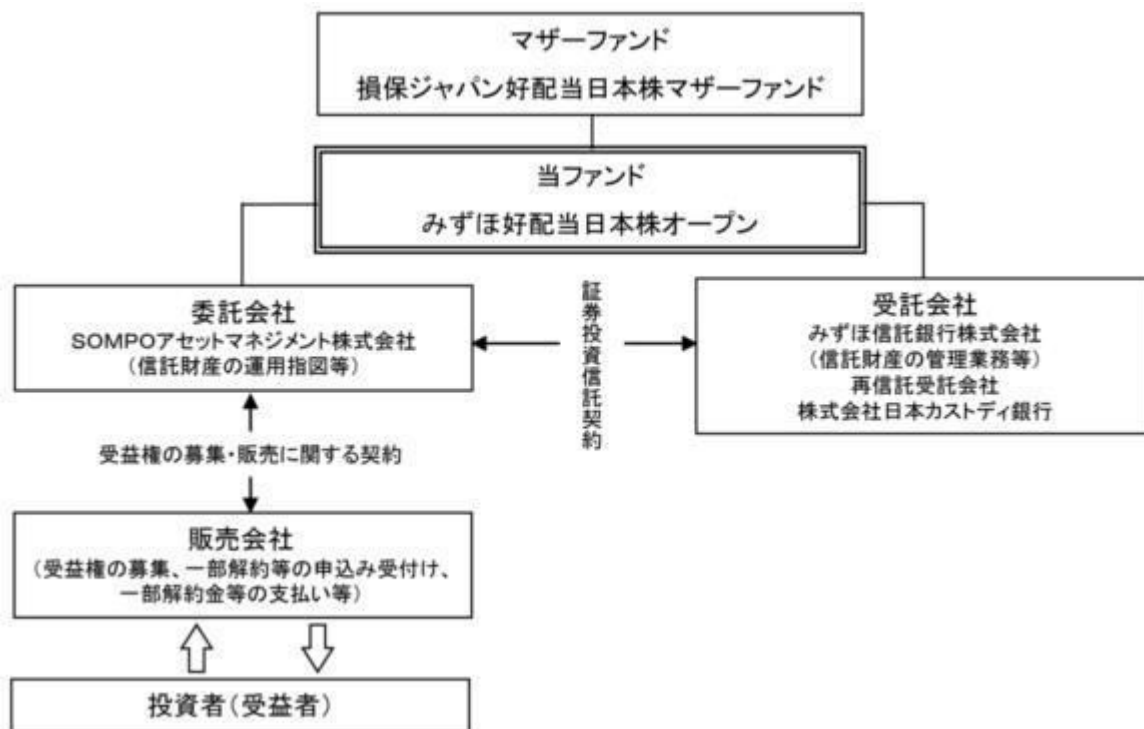 マザーファンド
損保ジャパン好配当日本株マザーファンド
当ファンド
みずほ好配当日本株オープン
委託会社
SOMPOアセットマネジメント株式会社
(信託財産の運用指図等)
証券投資信託契約
受託会社
みずほ信託銀行株式会社
(信託財産の管理業務等)
再信託受託会社
株式会社日本カストディ銀行
受益権の募集・販売に関する契約
販売会社
(受益権の募集、一部解約等の申込み受付け、
一部解約金等の支払い等)
投資者(受益者)